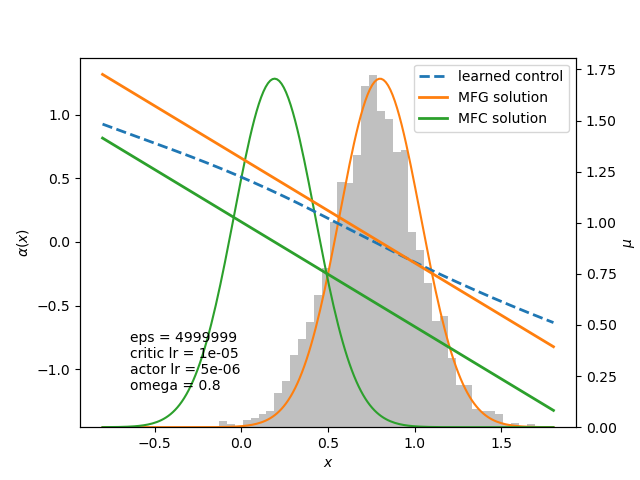 learned control
MFG solution
MFC solution
1.0
0.5
0.0
−0.5
−1.0
α(x)
1.75
1.50
1.25
1.00
0.75
0.50
0.25
0.00
μ
eps = 4999999
critic lr = 1e-05
actor lr = 5e-06
omega = 0.8
−0.5
0.0
0.5
1.0
1.5
x